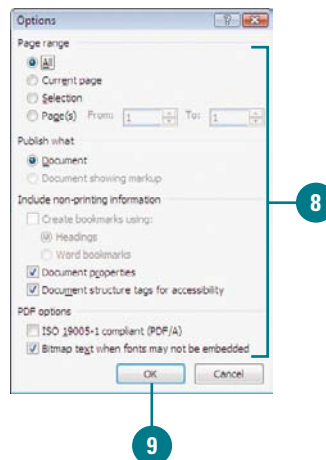 Options
Page range
All
Current page
Selection
Page(s) From: 1 To: 1
Publish what
Document
Document showing markup
8
Include non-printing information
Create bookmarks using:
Headings
Word bookmarks
Document properties
Document structure tags for accessibility
PDF options
ISO 19005-1 compliant (PDF/A)
Bitmap text when fonts may not be embedded
OK Cancel
9